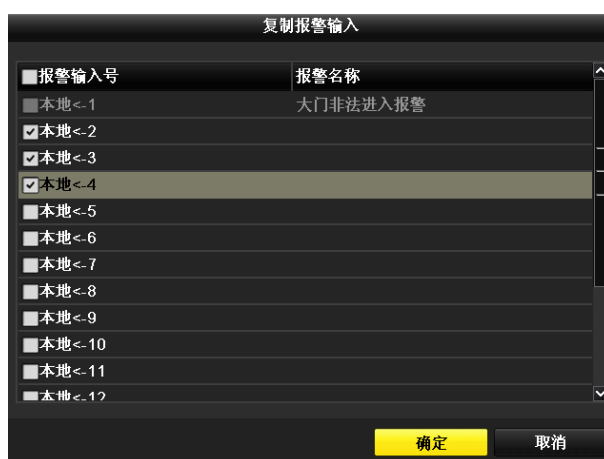 复制报警输入
报警输入号 报警名称
本地<-1 大门非法进入报警
本地<-2
本地<-3
本地<-4
本地<-5
本地<-6
本地<-7
本地<-8
本地<-9
本地<-10
本地<-11
本地<-12
确定 取消